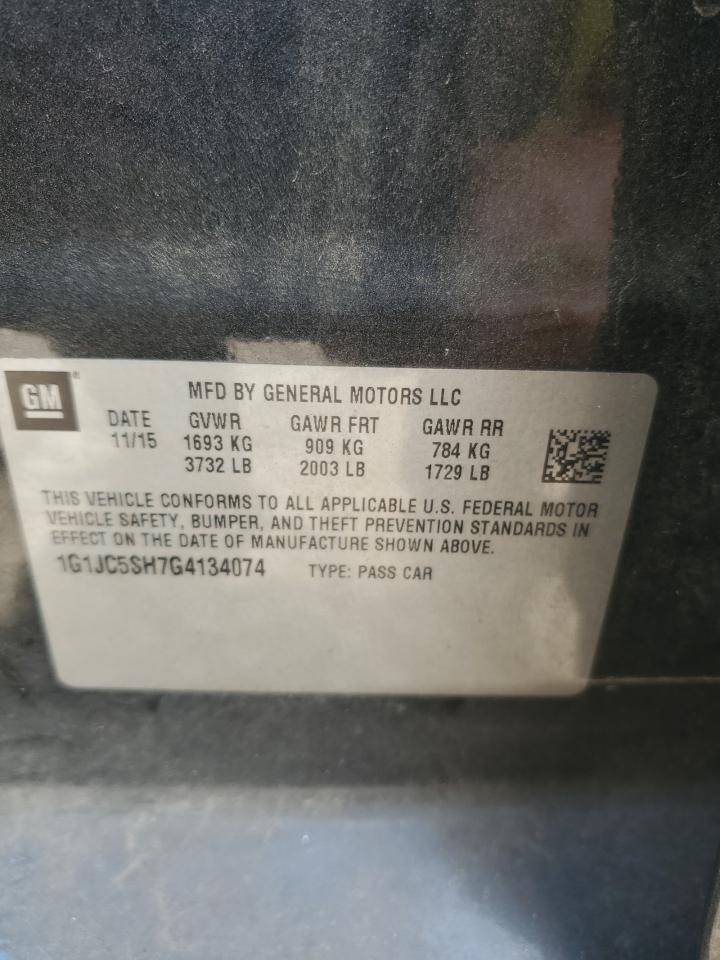 GM
MFD BY GENERAL MOTORS LLC
DATE GVWR GAWR FRT GAWR RR
11/15 1693 KG 909 KG 784 KG
3732 LB 2003 LB 1729 LB
THIS VEHICLE CONFORMS TO ALL APPLICABLE U.S. FEDERAL MOTOR
VEHICLE SAFETY, BUMPER, AND THEFT PREVENTION STANDARDS IN
EFFECT ON THE DATE OF MANUFACTURE SHOWN ABOVE.
1G1JC5SH7G4134074 TYPE: PASS CAR